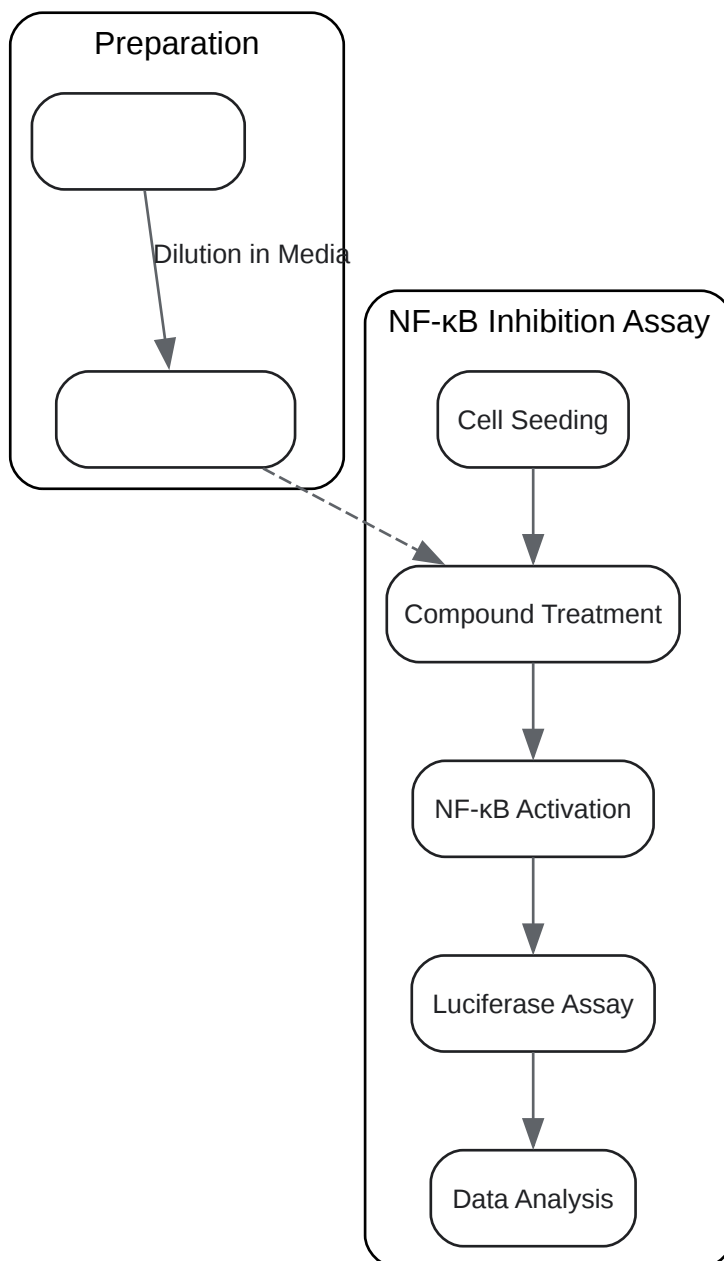 Preparation
Dilution in Media
NF-κB Inhibition Assay
Cell Seeding
Compound Treatment
NF-κB Activation
Luciferase Assay
Data Analysis